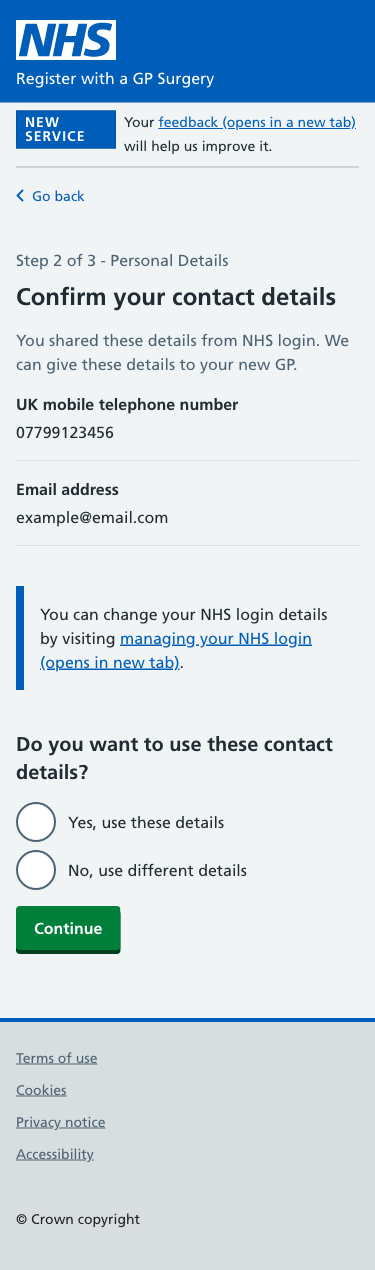 NHS
Register with a GP Surgery
NEW
SERVICE
Your feedback (opens in a new tab)
will help us improve it.
Go back
Step 2 of 3 - Personal Details
Confirm your contact details
You shared these details from NHS login. We
can give these details to your new GP.
UK mobile telephone number
07799123456
Email address
example@email.com
You can change your NHS login details
by visiting managing your NHS login
(opens in new tab).
Do you want to use these contact
details?
Yes, use these details
No, use different details
Continue
Terms of use
Cookies
Privacy notice
Accessibility
© Crown copyright